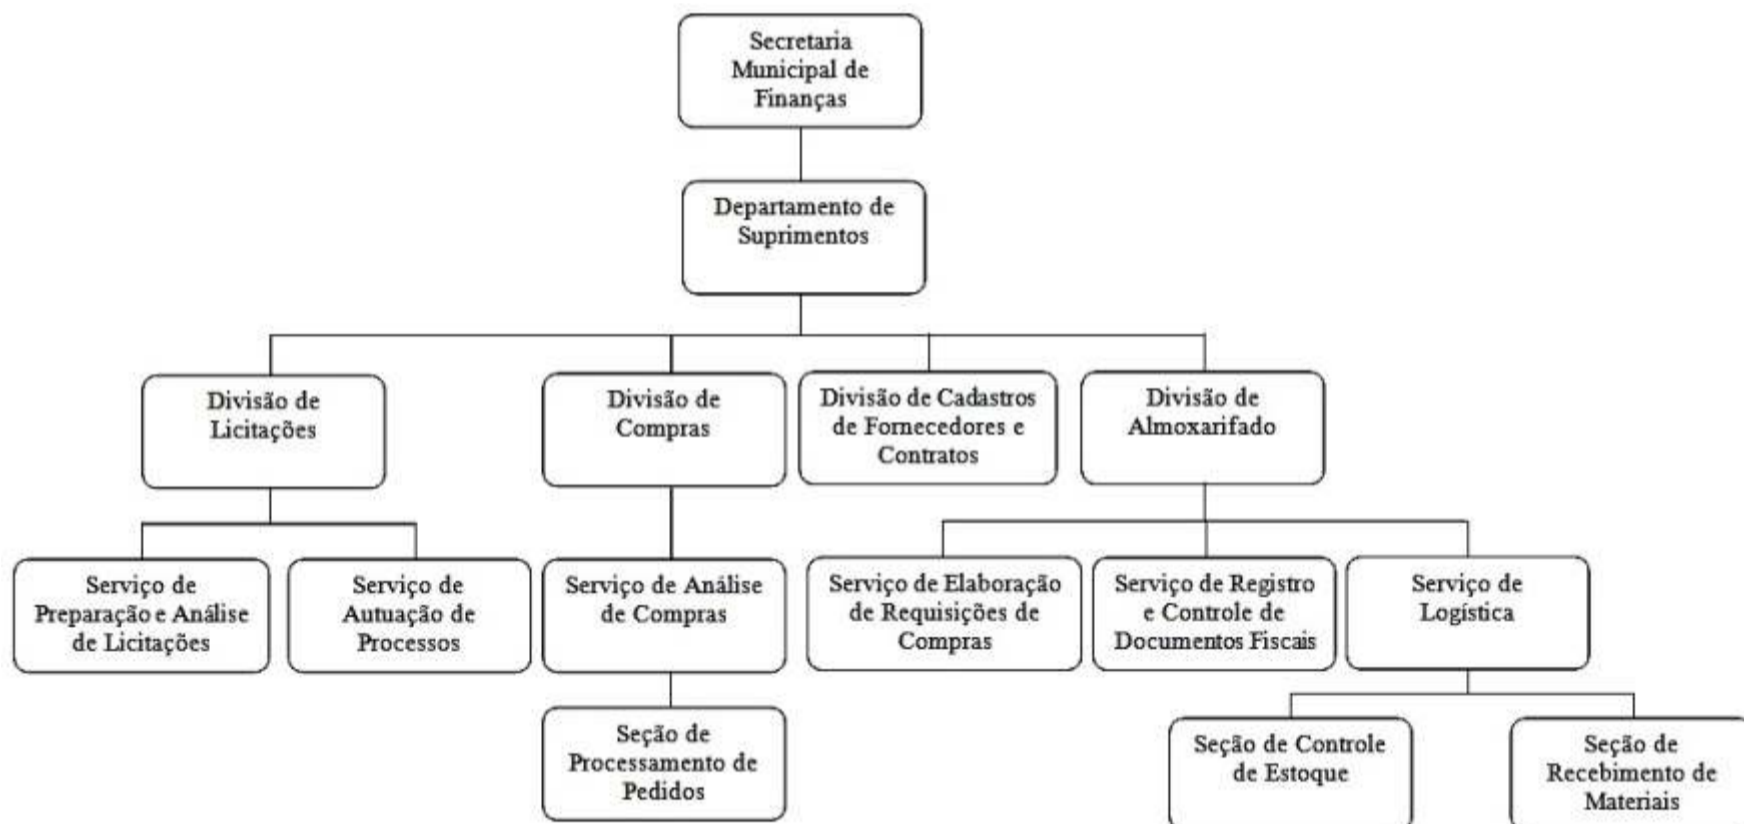 Secretaria
Municipal de
Finanças
Departamento de
Suprimentos
Divisão de
Licitações
Divisão de
Compras
Divisão de Cadastros
de Fornecedores e
Contratos
Divisão de
Almoxarifado
Serviço de
Preparação e Análise
de Licitações
Serviço de
Autuação de
Processos
Serviço de Análise
de Compras
Serviço de Elaboração
de Requisições de
Compras
Serviço de Registro
e Controle de
Documentos Fiscais
Serviço de
Logística
Seção de
Processamento de
Pedidos
Seção de Controle
de Estoque
Seção de
Recebimento de
Materiais